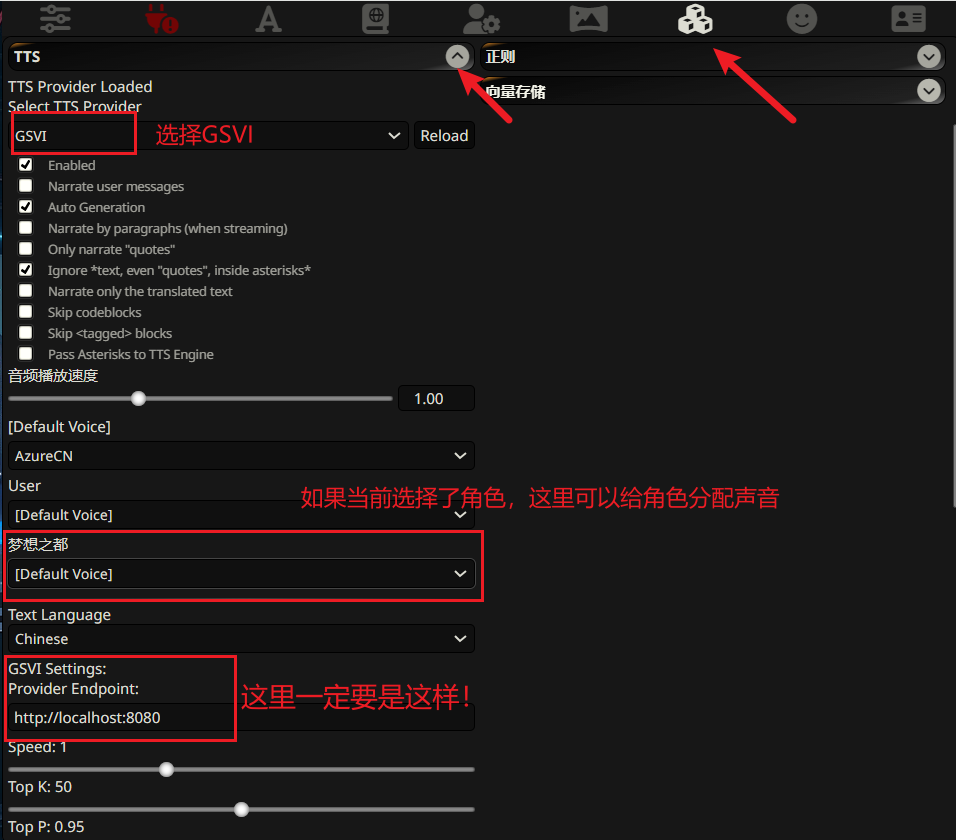 TTS
正则
TTS Provider Loaded
向量存储
Select TTS Provider
GSVI
选择GSVI
Reload
Enabled
Narrate user messages
Auto Generation
Narrate by paragraphs (when streaming)
Only narrate "quotes"
Ignore *text, even "quotes", inside asterisks*
Narrate only the translated text
Skip codeblocks
Skip <tagged> blocks
Pass Asterisks to TTS Engine
音频播放速度
1.00
[Default Voice]
AzureCN
User
如果当前选择了角色，这里可以给角色分配声音
[Default Voice]
梦想之都
[Default Voice]
Text Language
Chinese
GSVI Settings:
Provider Endpoint:
这里一定要是这样！
http://localhost:8080
Speed: 1
Top K: 50
Top P: 0.95